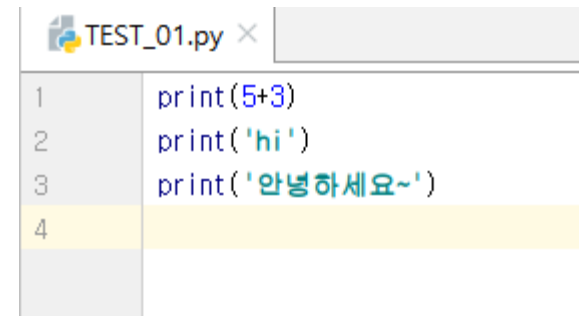 TEST_01.py
1 print(5+3)
2 print('hi')
3 print('안녕하세요~')
4